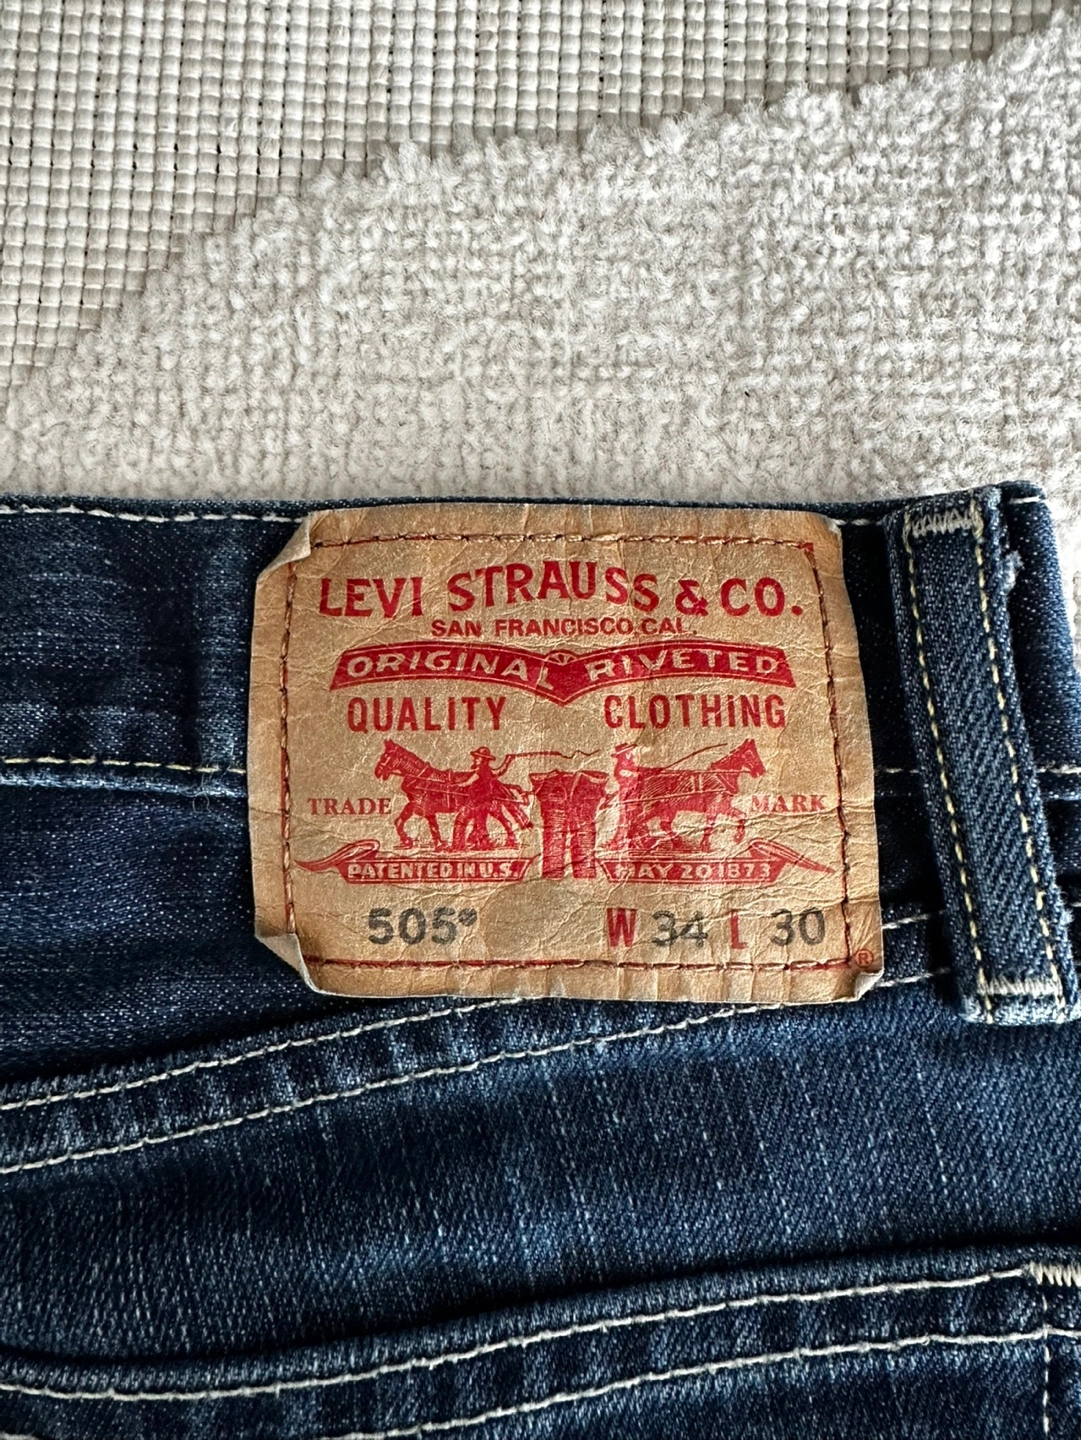 LEVI STRAUSS & CO.
SAN FRANCISCO, CAL.
ORIGINAL RIVETED
QUALITY CLOTHING
TRADE MARK
PATENTED IN U.S. MAY 20 1873
505® W 34 L 30
®